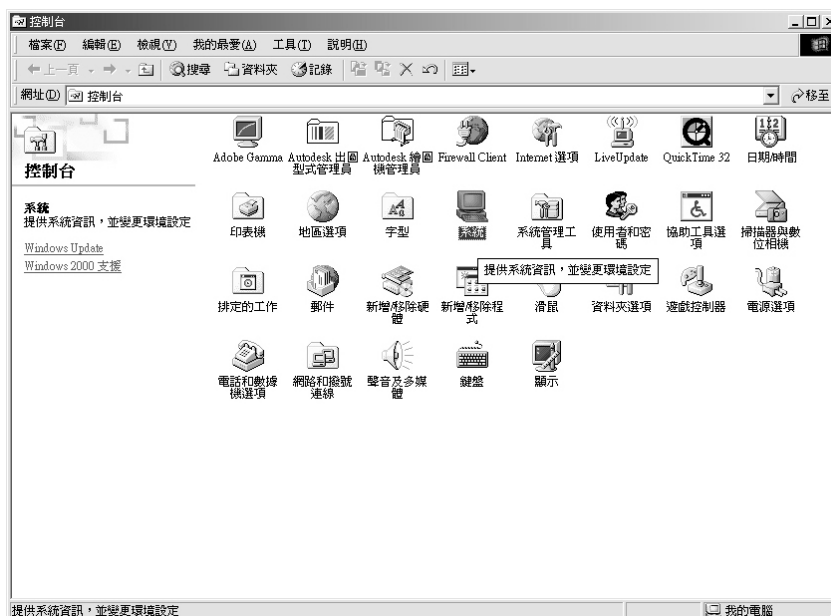 控制台
檔案(F) 編輯(E) 檢視(V) 我的最愛(A) 工具(T) 說明(H)
上一頁 搜尋 資料夾 記錄
網址(D) 控制台 移至
控制台
系統
提供系統資訊，並變更環境設定
Windows Update
Windows 2000 支援
Adobe Gamma
Autodesk 出圖
型式管理員
Autodesk 繪圖
機管理員
Firewall Client
Internet 選項
LiveUpdate
QuickTime 32
日期/時間
印表機
地區選項
字型
系統
系統管理工
具
使用者和密
碼
協助工具選
項
掃描器與數
位相機
提供系統資訊，並變更環境設定
排定的工作
郵件
新增/移除硬
體
新增/移除程
式
滑鼠
資料夾選項
遊戲控制器
電源選項
電話和數據
機選項
網路和撥號
連線
聲音及多媒
體
鍵盤
顯示
提供系統資訊，並變更環境設定
我的電腦